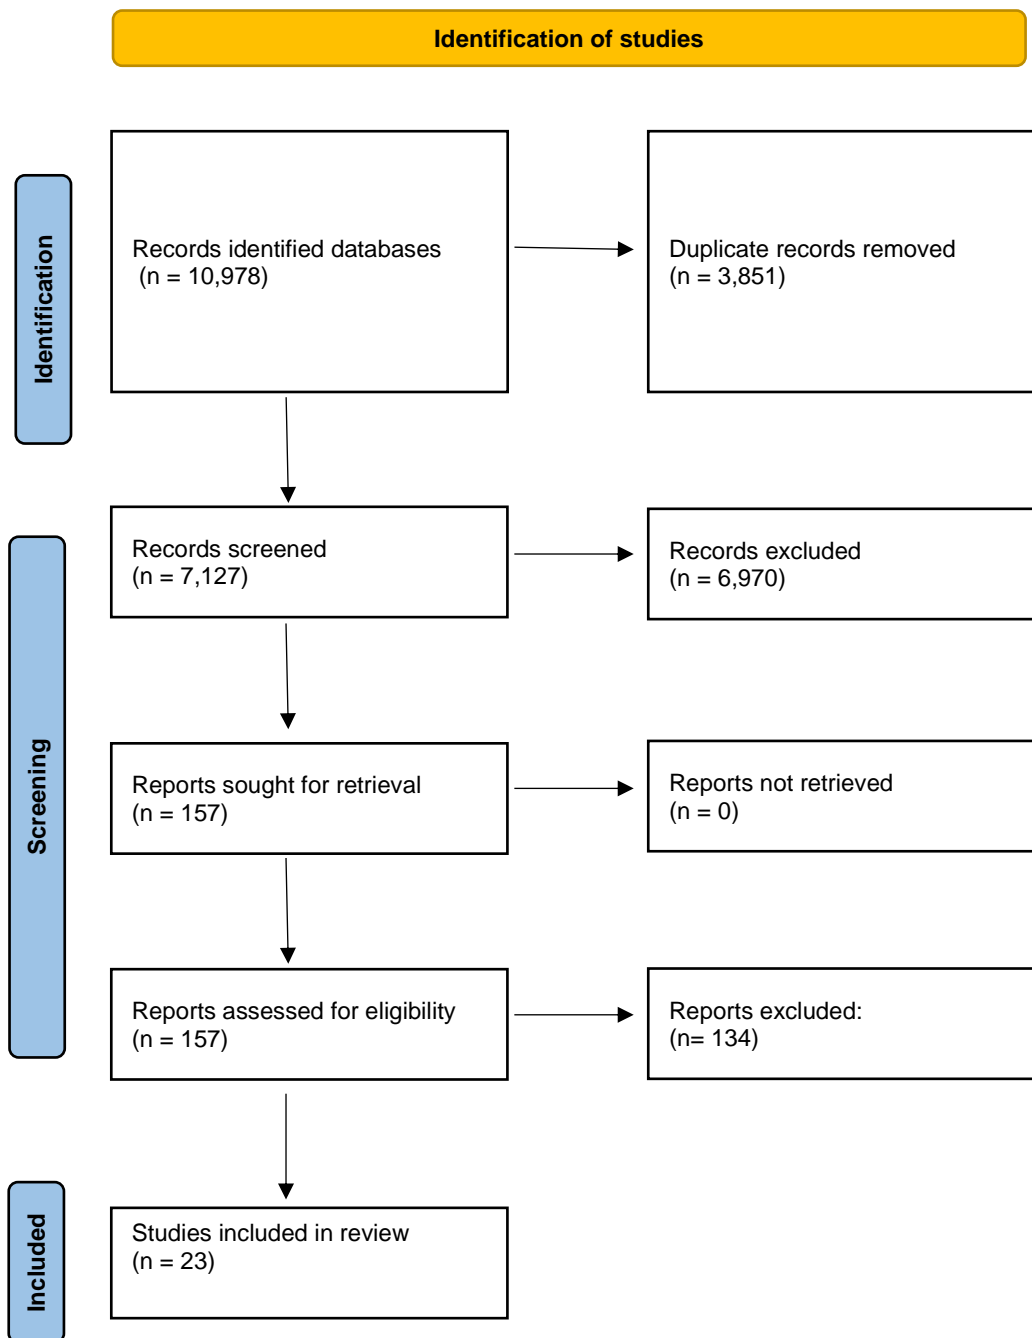 Identification of studies
Identification
Records identified databases
(n = 10,978)
Duplicate records removed
(n = 3,851)
Screening
Records screened
(n = 7,127)
Records excluded
(n = 6,970)
Reports sought for retrieval
(n = 157)
Reports not retrieved
(n = 0)
Reports assessed for eligibility
(n = 157)
Reports excluded:
(n= 134)
Included
Studies included in review
(n = 23)